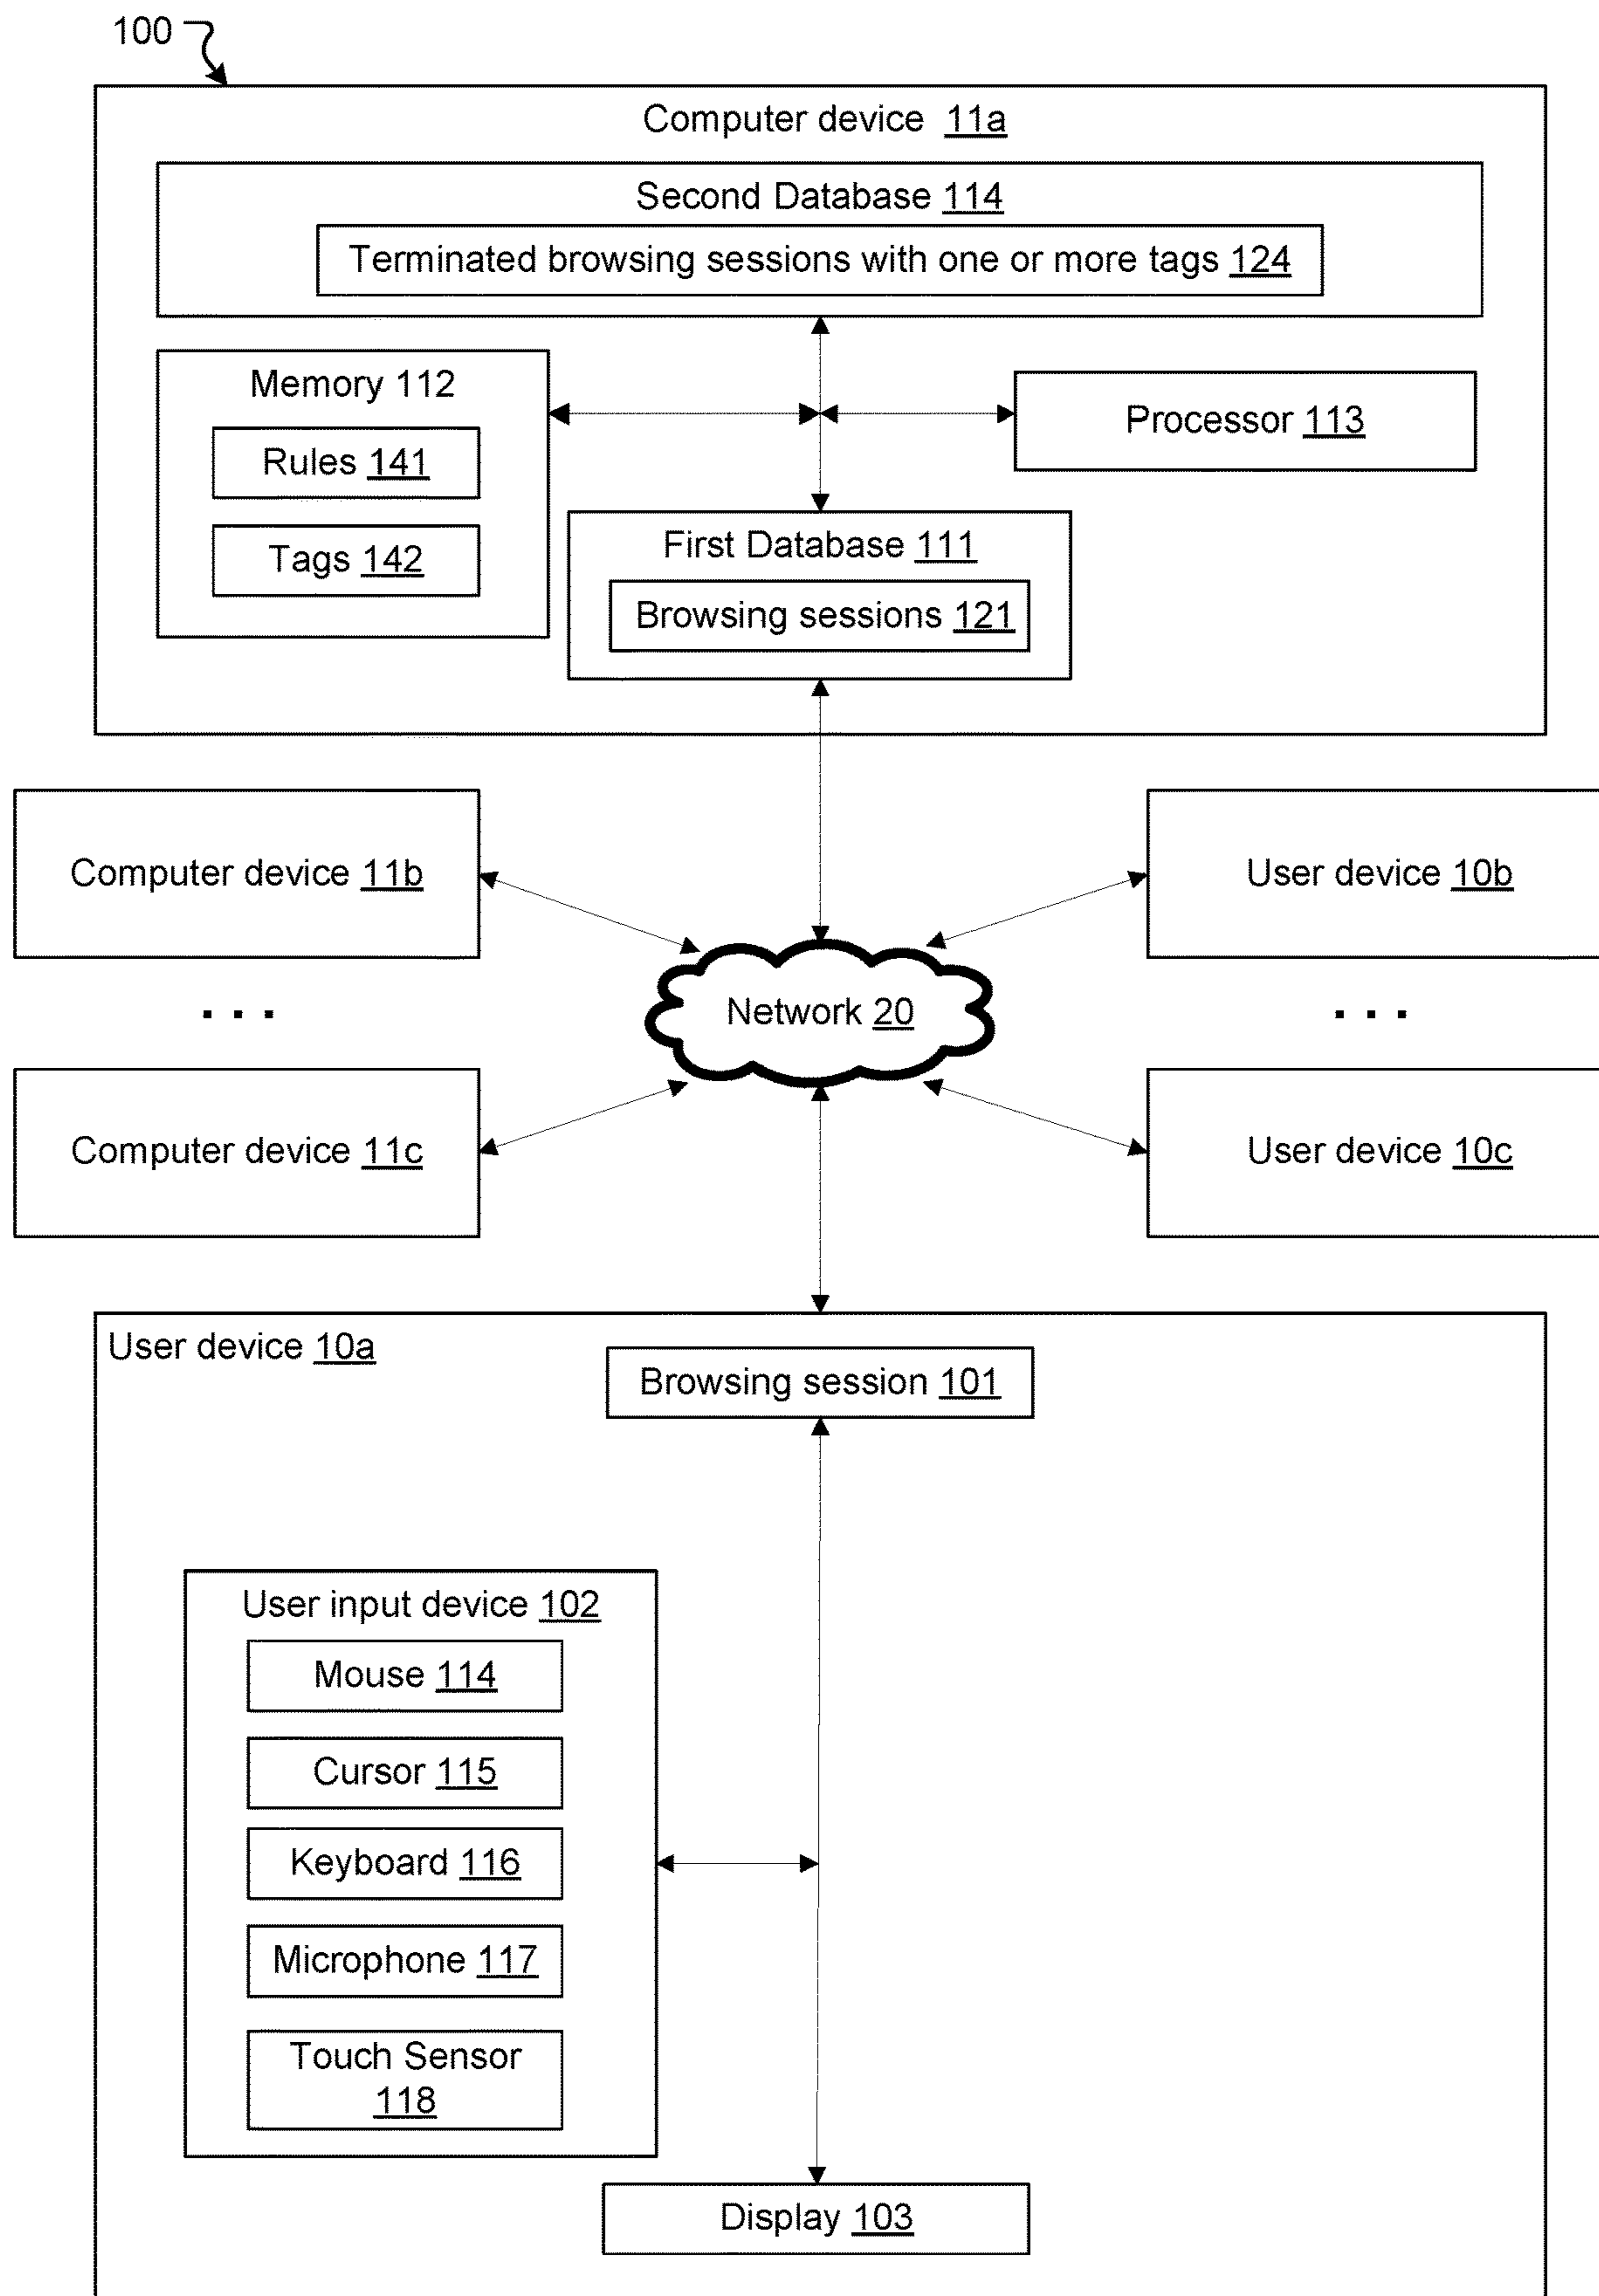 100
Computer device 11a
Second Database 114
Terminated browsing sessions with one or more tags 124
Memory 112
Rules 141
Tags 142
Processor 113
First Database 111
Browsing sessions 121
Computer device 11b
User device 10b
. . .
Network 20
. . .
Computer device 11c
User device 10c
User device 10a
Browsing session 101
User input device 102
Mouse 114
Cursor 115
Keyboard 116
Microphone 117
Touch Sensor
118
Display 103